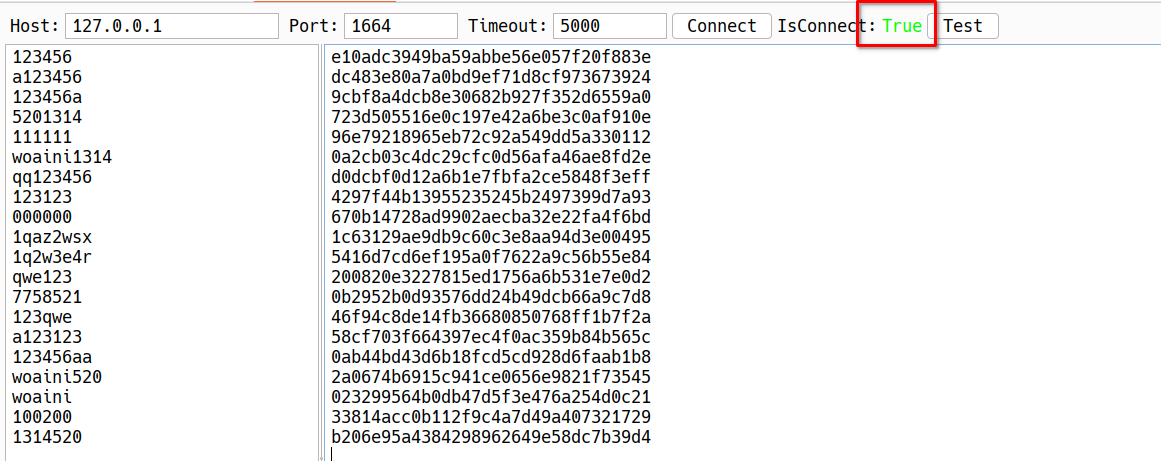 Host: 127.0.0.1 Port: 1664 Timeout: 5000 Connect IsConnect: True Test
123456 e10adc3949ba59abbe56e057f20f883e
a123456 dc483e80a7a0bd9ef71d8cf973673924
123456a 9cbf8a4dcb8e30682b927f352d6559a0
5201314 723d505516e0c197e42a6be3c0af910e
111111 96e79218965eb72c92a549dd5a330112
woaini1314 0a2cb03c4dc29cfc0d56afa46ae8fd2e
qq123456 d0dcbf0d12a6b1e7fbfa2ce5848f3eff
123123 4297f44b13955235245b2497399d7a93
000000 670b14728ad9902aecba32e22fa4f6bd
1qaz2wsx 1c63129ae9db9c60c3e8aa94d3e00495
1q2w3e4r 5416d7cd6ef195a0f7622a9c56b55e84
qwe123 200820e3227815ed1756a6b531e7e0d2
7758521 0b2952b0d93576dd24b49dcb66a9c7d8
123qwe 46f94c8de14fb36680850768ff1b7f2a
a123123 58cf703f664397ec4f0ac359b84b565c
123456aa 0ab44bd43d6b18fcd5cd928d6faab1b8
woaini520 2a0674b6915c941ce0656e9821f73545
woaini 023299564b0db47d5f3e476a254d0c21
100200 33814acc0b112f9c4a7d49a407321729
1314520 b206e95a4384298962649e58dc7b39d4